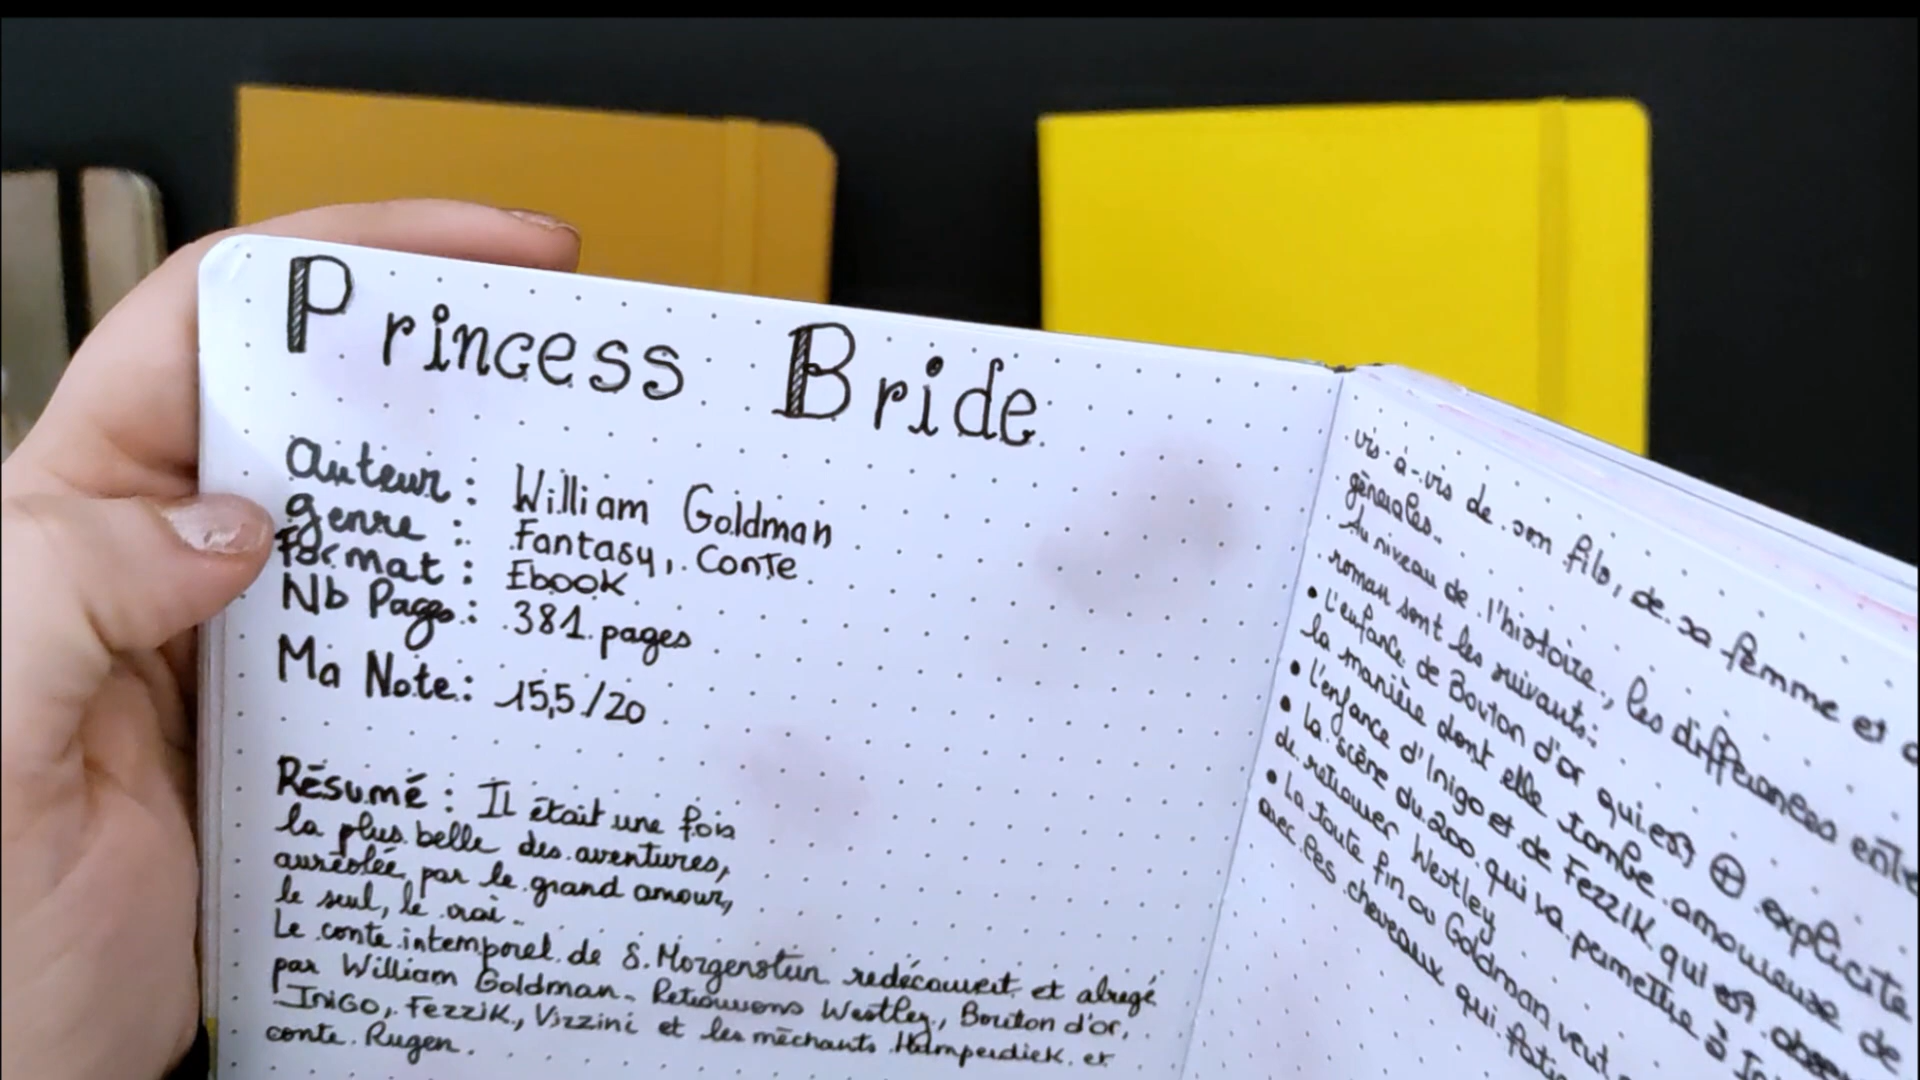 Princess Bride
Auteur : William Goldman
Genre : Fantasy, Conte
Format : Ebook
Nb Pages : 381 pages
Ma Note : 15,5/20
Résumé : Il était une fois
la plus belle des aventures,
auréolée par le grand amour,
le seul, le vrai.
Le conte intemporel de S. Morgenstern redécouvert et abrégé
par William Goldman. Retrouvons Westley, Bouton d'or,
Inigo, Fezzik, Vizzini et les méchants Humperdick et
conte Rugen.
vis-à-vis de son fils, de sa femme et
générales.
Au niveau de l'histoire, les différences entre
roman sont les suivants :
• L'enfance de Bouton d'or qui est ⊕ explicite
la manière dont elle tombe amoureuse de
• L'enfance d'Inigo et de Fezzik qui est
• La scène du zoo qui va permettre à
de retrouver Westley
• La toute fin où Goldman veut
avec ces chevaux qui